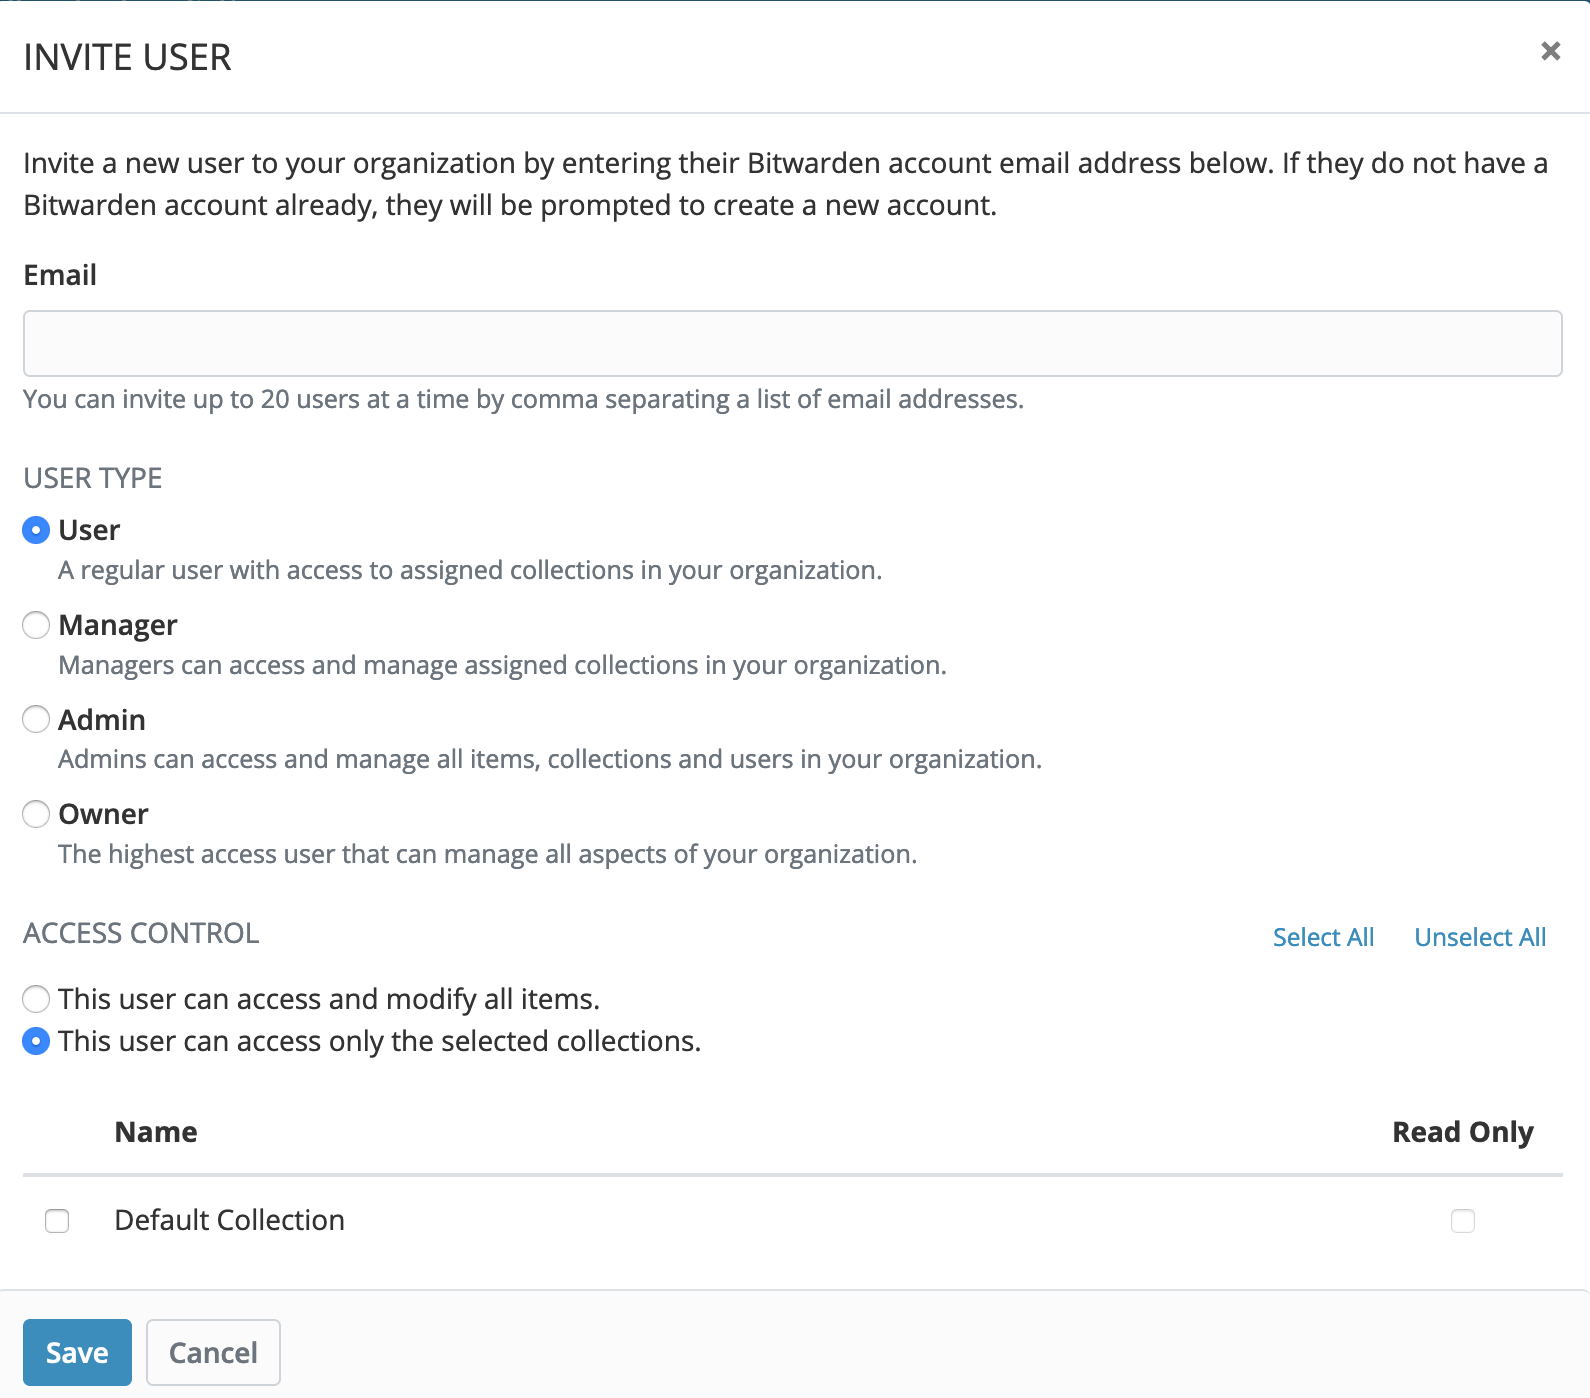 INVITE USER
Invite a new user to your organization by entering their Bitwarden account email address below. If they do not have a
Bitwarden account already, they will be prompted to create a new account.
Email
You can invite up to 20 users at a time by comma separating a list of email addresses.
USER TYPE
User
A regular user with access to assigned collections in your organization.
Manager
Managers can access and manage assigned collections in your organization.
Admin
Admins can access and manage all items, collections and users in your organization.
Owner
The highest access user that can manage all aspects of your organization.
ACCESS CONTROL Select All Unselect All
This user can access and modify all items.
This user can access only the selected collections.
Name Read Only
Default Collection
Save Cancel